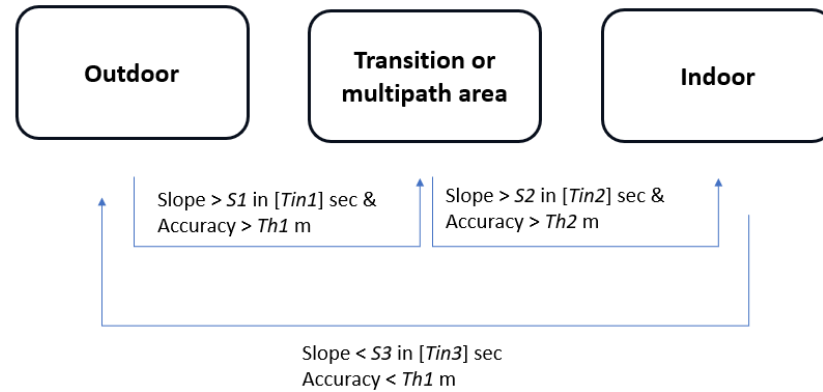 Outdoor
Transition or
multipath area
Indoor
Slope > S1 in [Tin1] sec &
Accuracy > Th1 m
Slope > S2 in [Tin2] sec &
Accuracy > Th2 m
Slope < S3 in [Tin3] sec
Accuracy < Th1 m